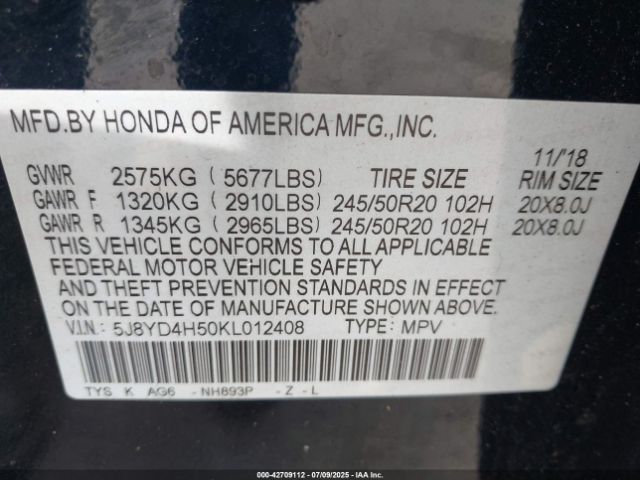 MFD.BY HONDA OF AMERICA MFG.,INC.
11/'18
GVWR 2575KG ( 5677LBS) TIRE SIZE RIM SIZE
GAWR F 1320KG ( 2910LBS) 245/50R20 102H 20X8.0J
GAWR R 1345KG ( 2965LBS) 245/50R20 102H 20X8.0J
THIS VEHICLE CONFORMS TO ALL APPLICABLE
FEDERAL MOTOR VEHICLE SAFETY
AND THEFT PREVENTION STANDARDS IN EFFECT
ON THE DATE OF MANUFACTURE SHOWN ABOVE.
V.I.N.: 5J8YD4H50KL012408 TYPE: MPV
TYS K AG6 -NH893P - Z - L
000-42709112 | 07/09/2025 | IAA Inc.